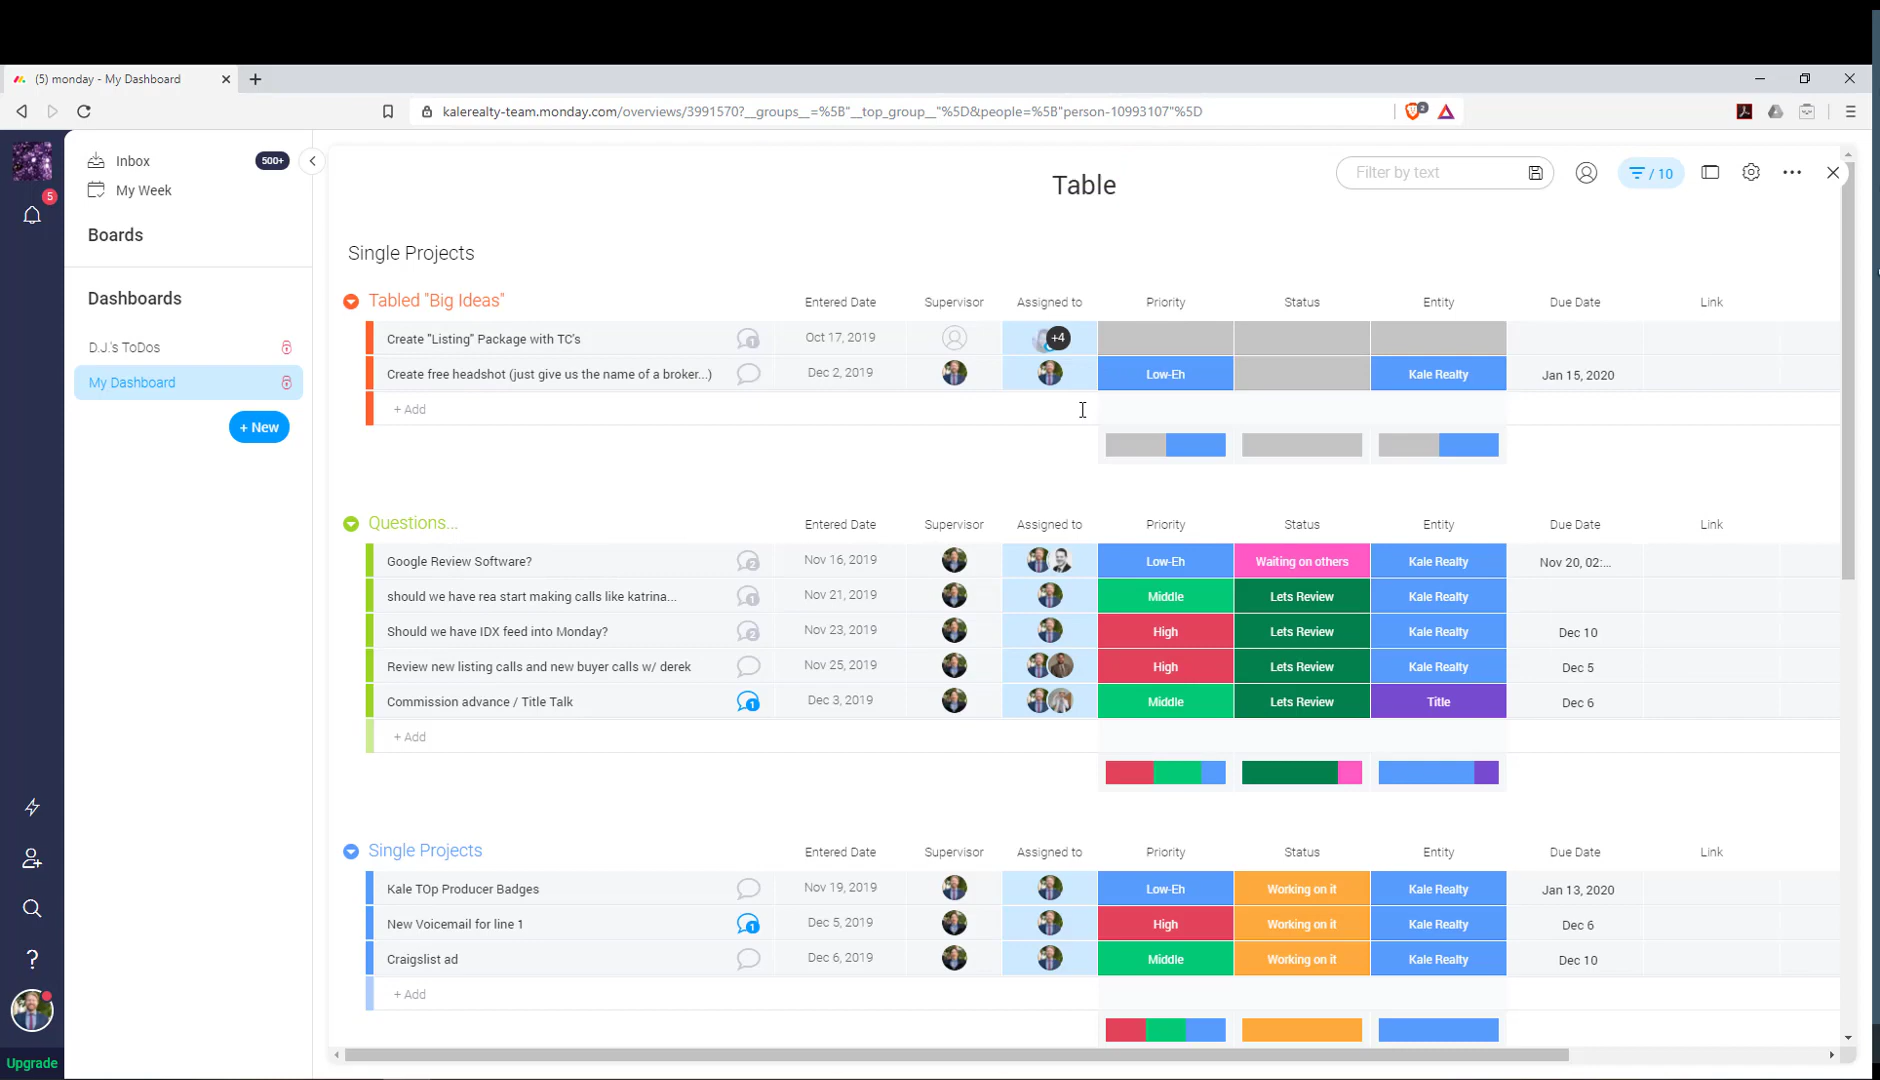 (5) monday - My Dashboard
kalerealty-team.monday.com/overviews/3991570?__groups__=%5B"__top_group__"%5D&people=%5B"person-10993107"%5D
2
Inbox 500+
My Week
5
Boards
Dashboards
D.J.'s ToDos
My Dashboard
+ New
Upgrade
Table
Filter by text
/ 10
Single Projects
Tabled "Big Ideas" Entered Date Supervisor Assigned to Priority Status Entity Due Date Link
Create "Listing" Package with TC's 1 Oct 17, 2019 +4
Create free headshot (just give us the name of a broker...) Dec 2, 2019 Low-Eh Kale Realty Jan 15, 2020
+ Add
Questions... Entered Date Supervisor Assigned to Priority Status Entity Due Date Link
Google Review Software? 2 Nov 16, 2019 Low-Eh Waiting on others Kale Realty Nov 20, 02:...
should we have rea start making calls like katrina... 1 Nov 21, 2019 Middle Lets Review Kale Realty
Should we have IDX feed into Monday? 2 Nov 23, 2019 High Lets Review Kale Realty Dec 10
Review new listing calls and new buyer calls w/ derek Nov 25, 2019 High Lets Review Kale Realty Dec 5
Commission advance / Title Talk 1 Dec 3, 2019 Middle Lets Review Title Dec 6
+ Add
Single Projects Entered Date Supervisor Assigned to Priority Status Entity Due Date Link
Kale TOp Producer Badges Nov 19, 2019 Low-Eh Working on it Kale Realty Jan 13, 2020
New Voicemail for line 1 1 Dec 5, 2019 High Working on it Kale Realty Dec 6
Craigslist ad Dec 6, 2019 Middle Working on it Kale Realty Dec 10
+ Add